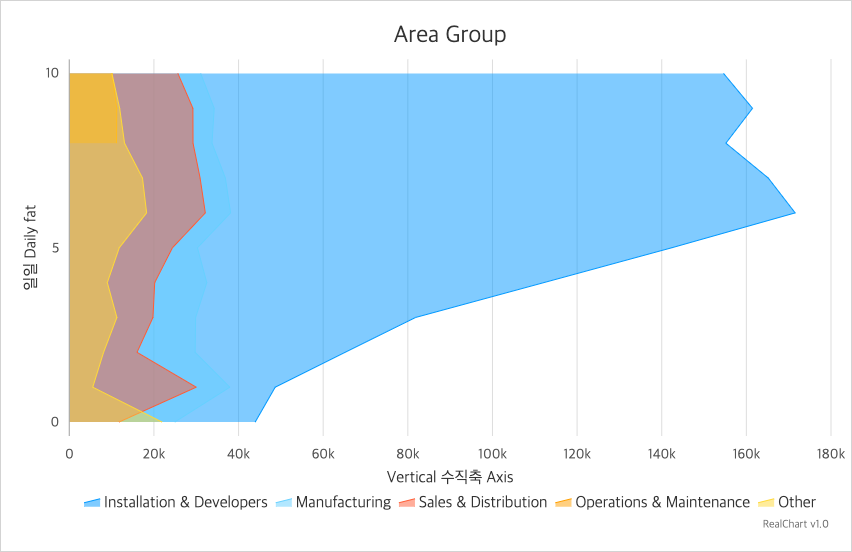 Area Group
10
5
0
일일 Daily fat
0 20k 40k 60k 80k 100k 120k 140k 160k 180k
Vertical 수직축 Axis
Installation & Developers Manufacturing Sales & Distribution Operations & Maintenance Other
RealChart v1.0